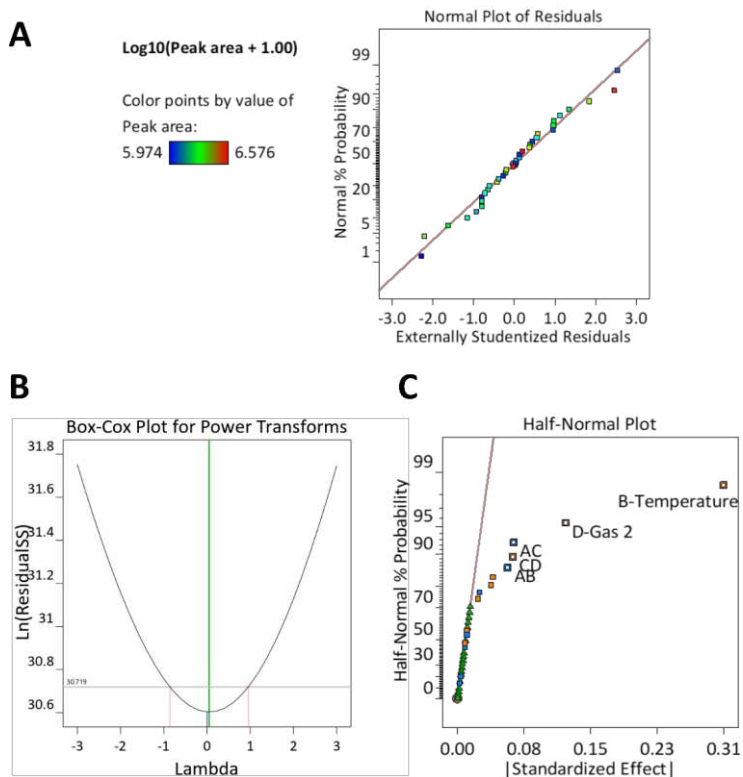 A
Log10(Peak area + 1.00)
Color points by value of
Peak area:
5.974 6.576
Normal Plot of Residuals
Normal % Probability
99
90
70
50
20
5
1
-3.0 -2.0 -1.0 0.0 1.0 2.0 3.0
Externally Studentized Residuals
B
Box-Cox Plot for Power Transforms
Ln(ResidualSS)
31.8
31.6
31.4
31.2
31
30.8
30.719
30.6
-3 -2 -1 0 1 2 3
Lambda
C
Half-Normal Plot
Half-Normal % Probability
99
95
90
70
50
30
0
B-Temperature
D-Gas 2
AC
CD
AB
0.00 0.08 0.15 0.23 0.31
|Standardized Effect|